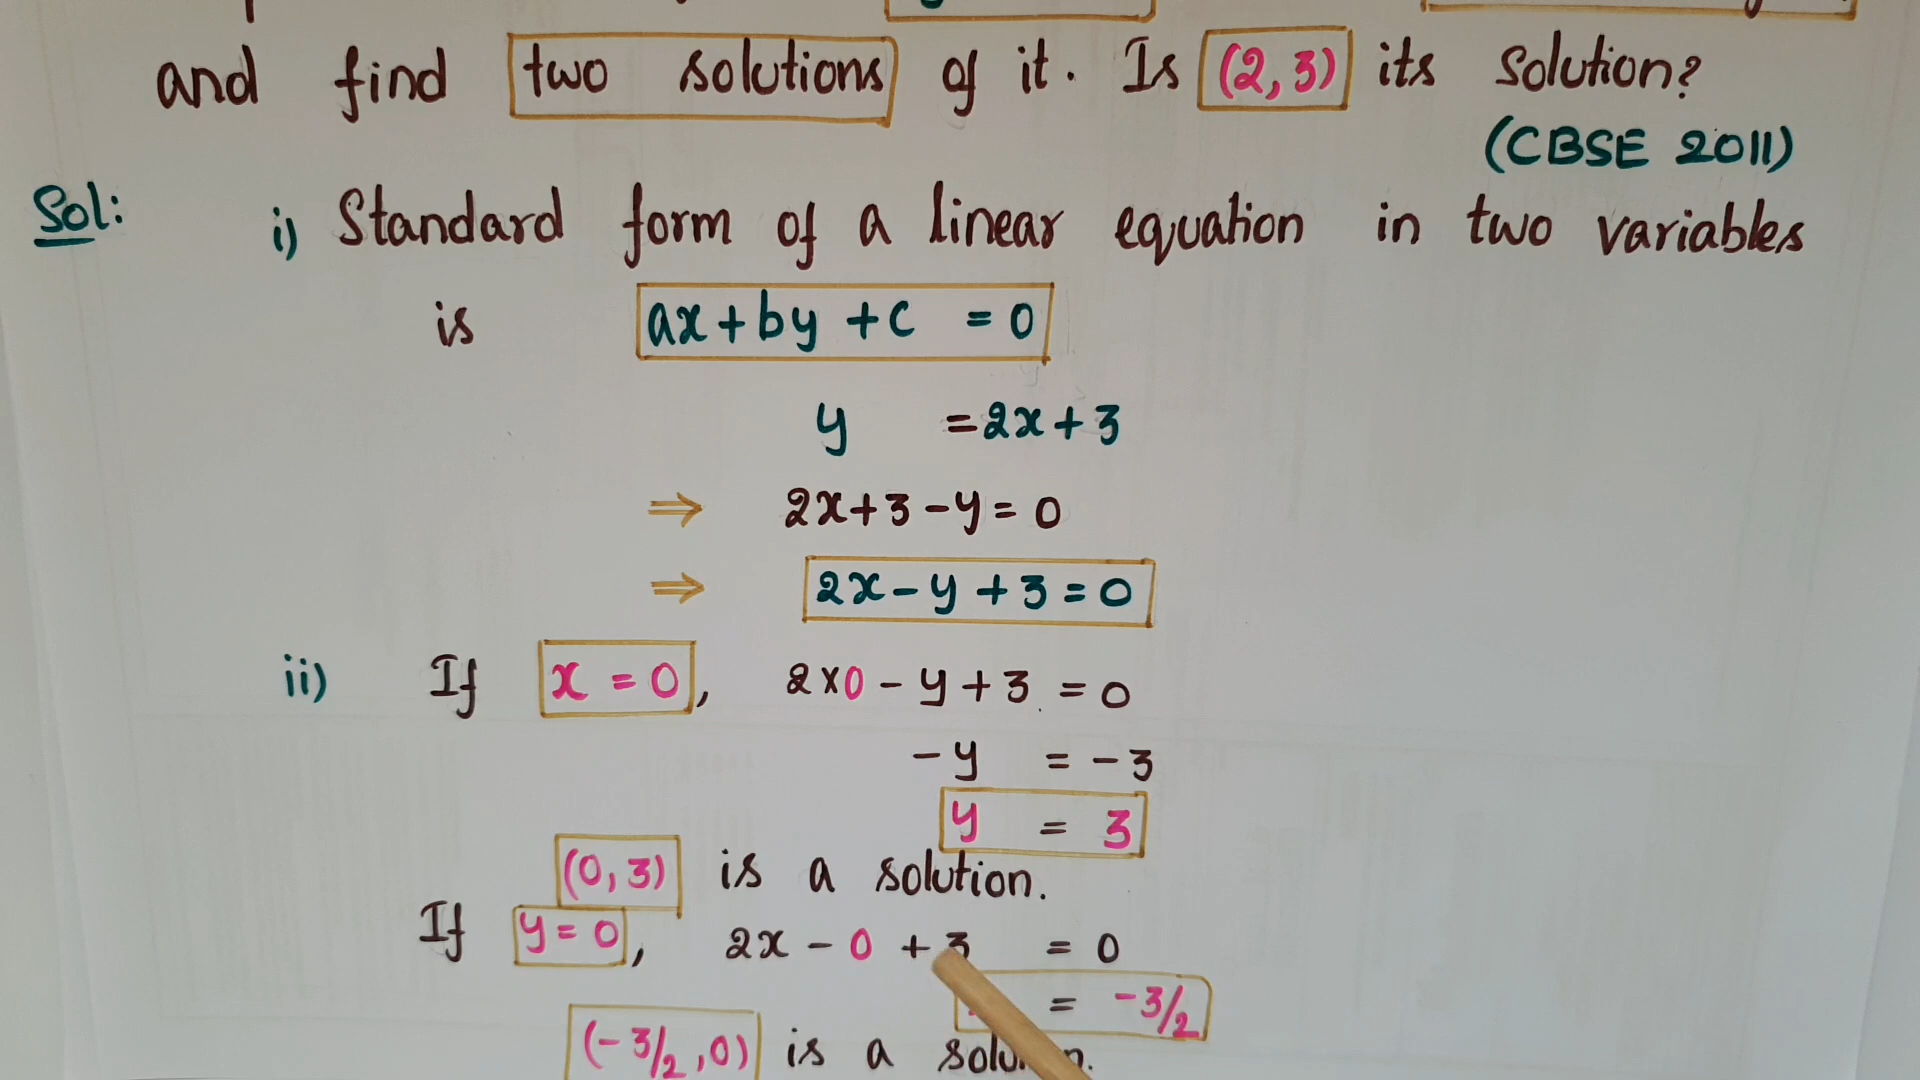 and find two solutions of it. Is (2,3) its solution?
(CBSE 2011)
Sol: i) Standard form of a linear equation in two variables
is ax+by+c = 0
y = 2x+3
⇒ 2x+3-y= 0
⇒ 2x-y+3=0
ii) If x = 0, 2×0 - y + 3 = 0
-y = -3
y = 3
(0,3) is a solution.
If y=0, 2x - 0 + 3 = 0
= -3/2
(-3/2,0) is a